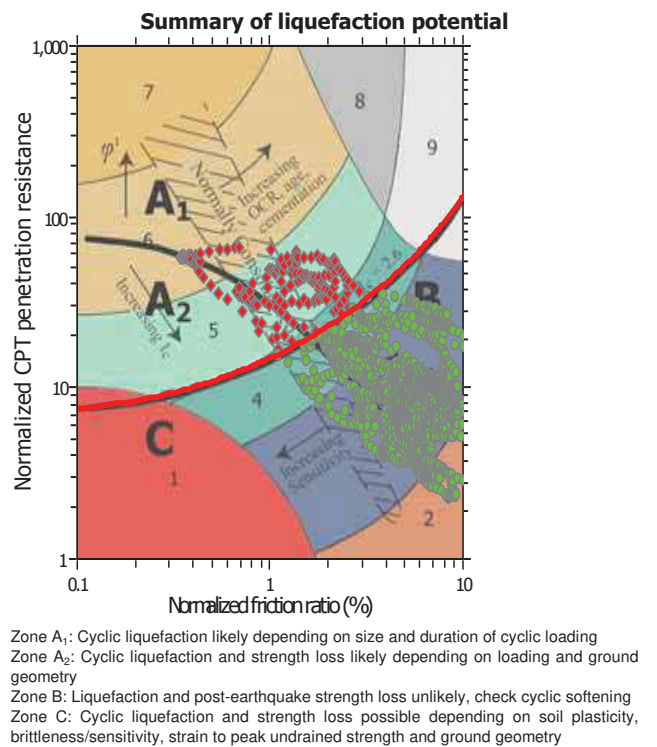 Summary of liquefaction potential
1,000
7
8
9
φ'
Increasing
OCR, age,
cementation
Normally
Consol
A1
100
6
2.6
B
A2
Increasing Ic
5
10
4
C
1
Increasing
Sensitivity
2
1
0.1
1
10
Normalized CPT penetration resistance
Normalized friction ratio (%)
Zone A1: Cyclic liquefaction likely depending on size and duration of cyclic loading
Zone A2: Cyclic liquefaction and strength loss likely depending on loading and ground
geometry
Zone B: Liquefaction and post-earthquake strength loss unlikely, check cyclic softening
Zone C: Cyclic liquefaction and strength loss possible depending on soil plasticity,
brittleness/sensitivity, strain to peak undrained strength and ground geometry